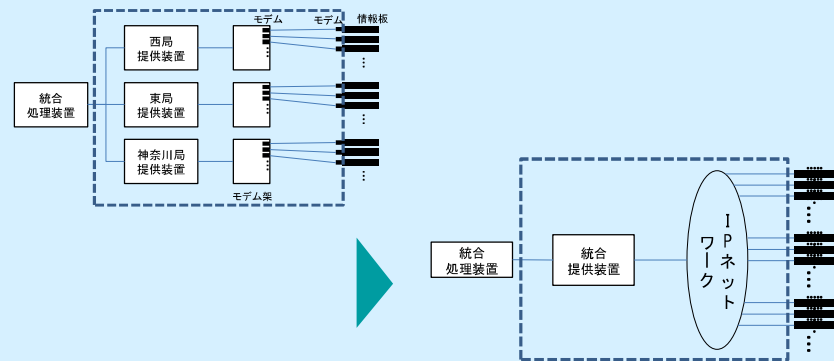 モデム
モデム
情報板
西局
提供装置
統合
処理装置
東局
提供装置
神奈川局
提供装置
モデム架
統合
処理装置
統合
提供装置
IPネット
ワーク